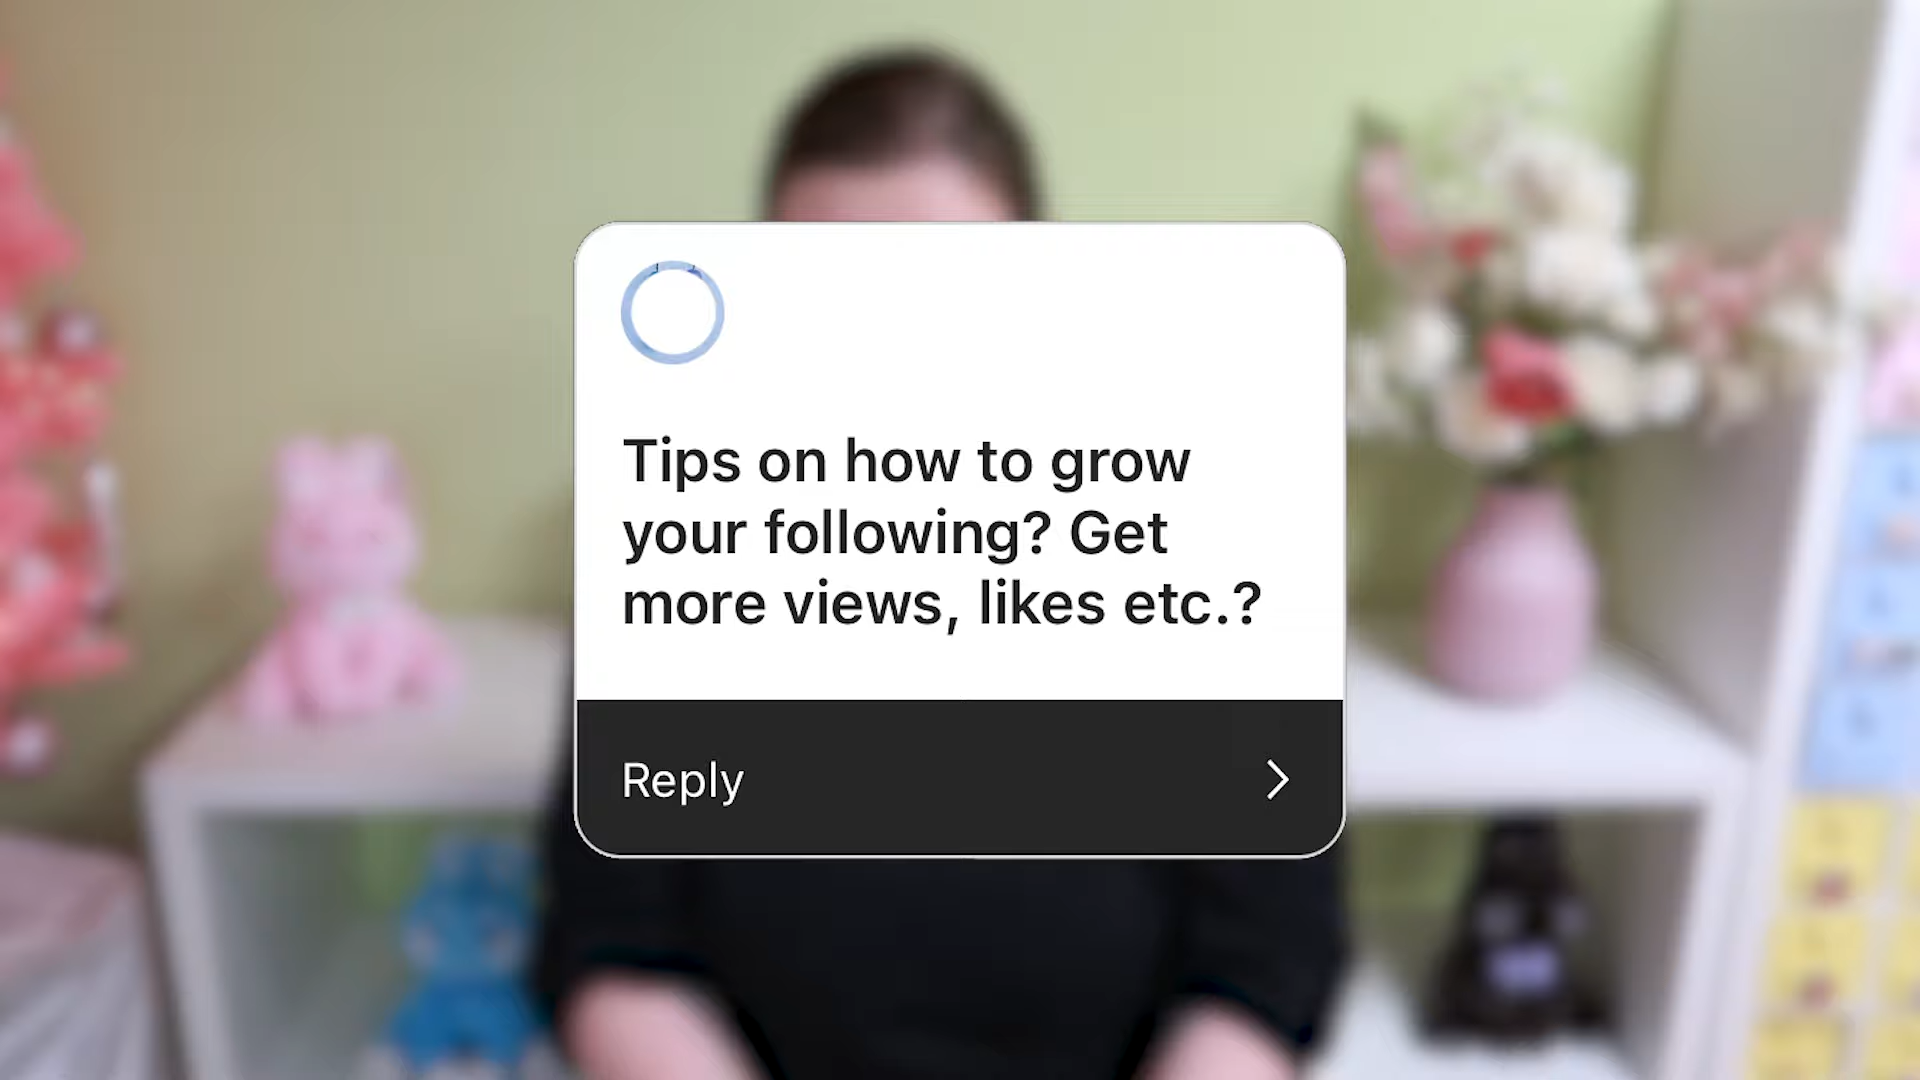 Tips on how to grow
your following? Get
more views, likes etc.?
Reply